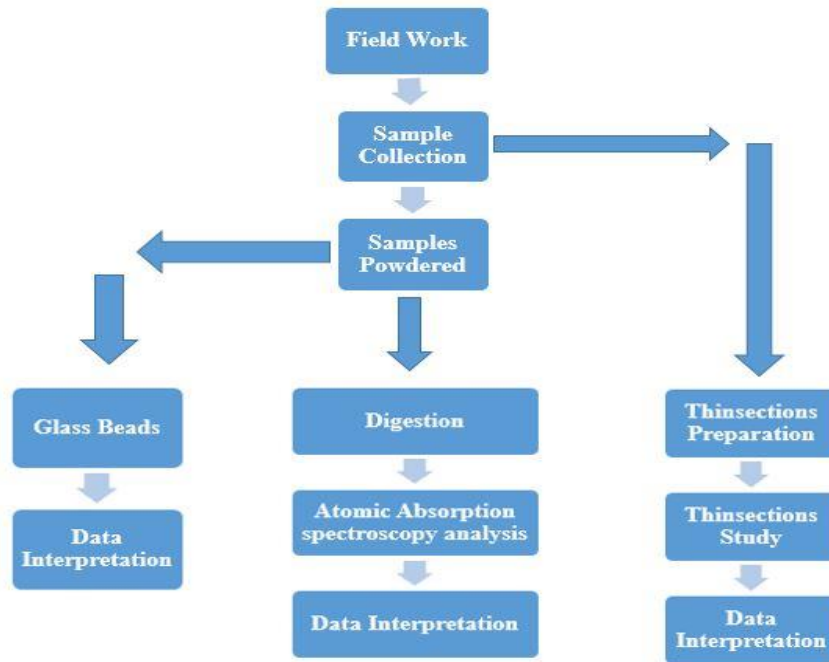 Field Work
Sample
Collection
Samples
Powdered
Glass Beads
Data
Interpretation
Digestion
Atomic Absorption
spectroscopy analysis
Data Interpretation
Thinsections
Preparation
Thinsections
Study
Data
Interpretation